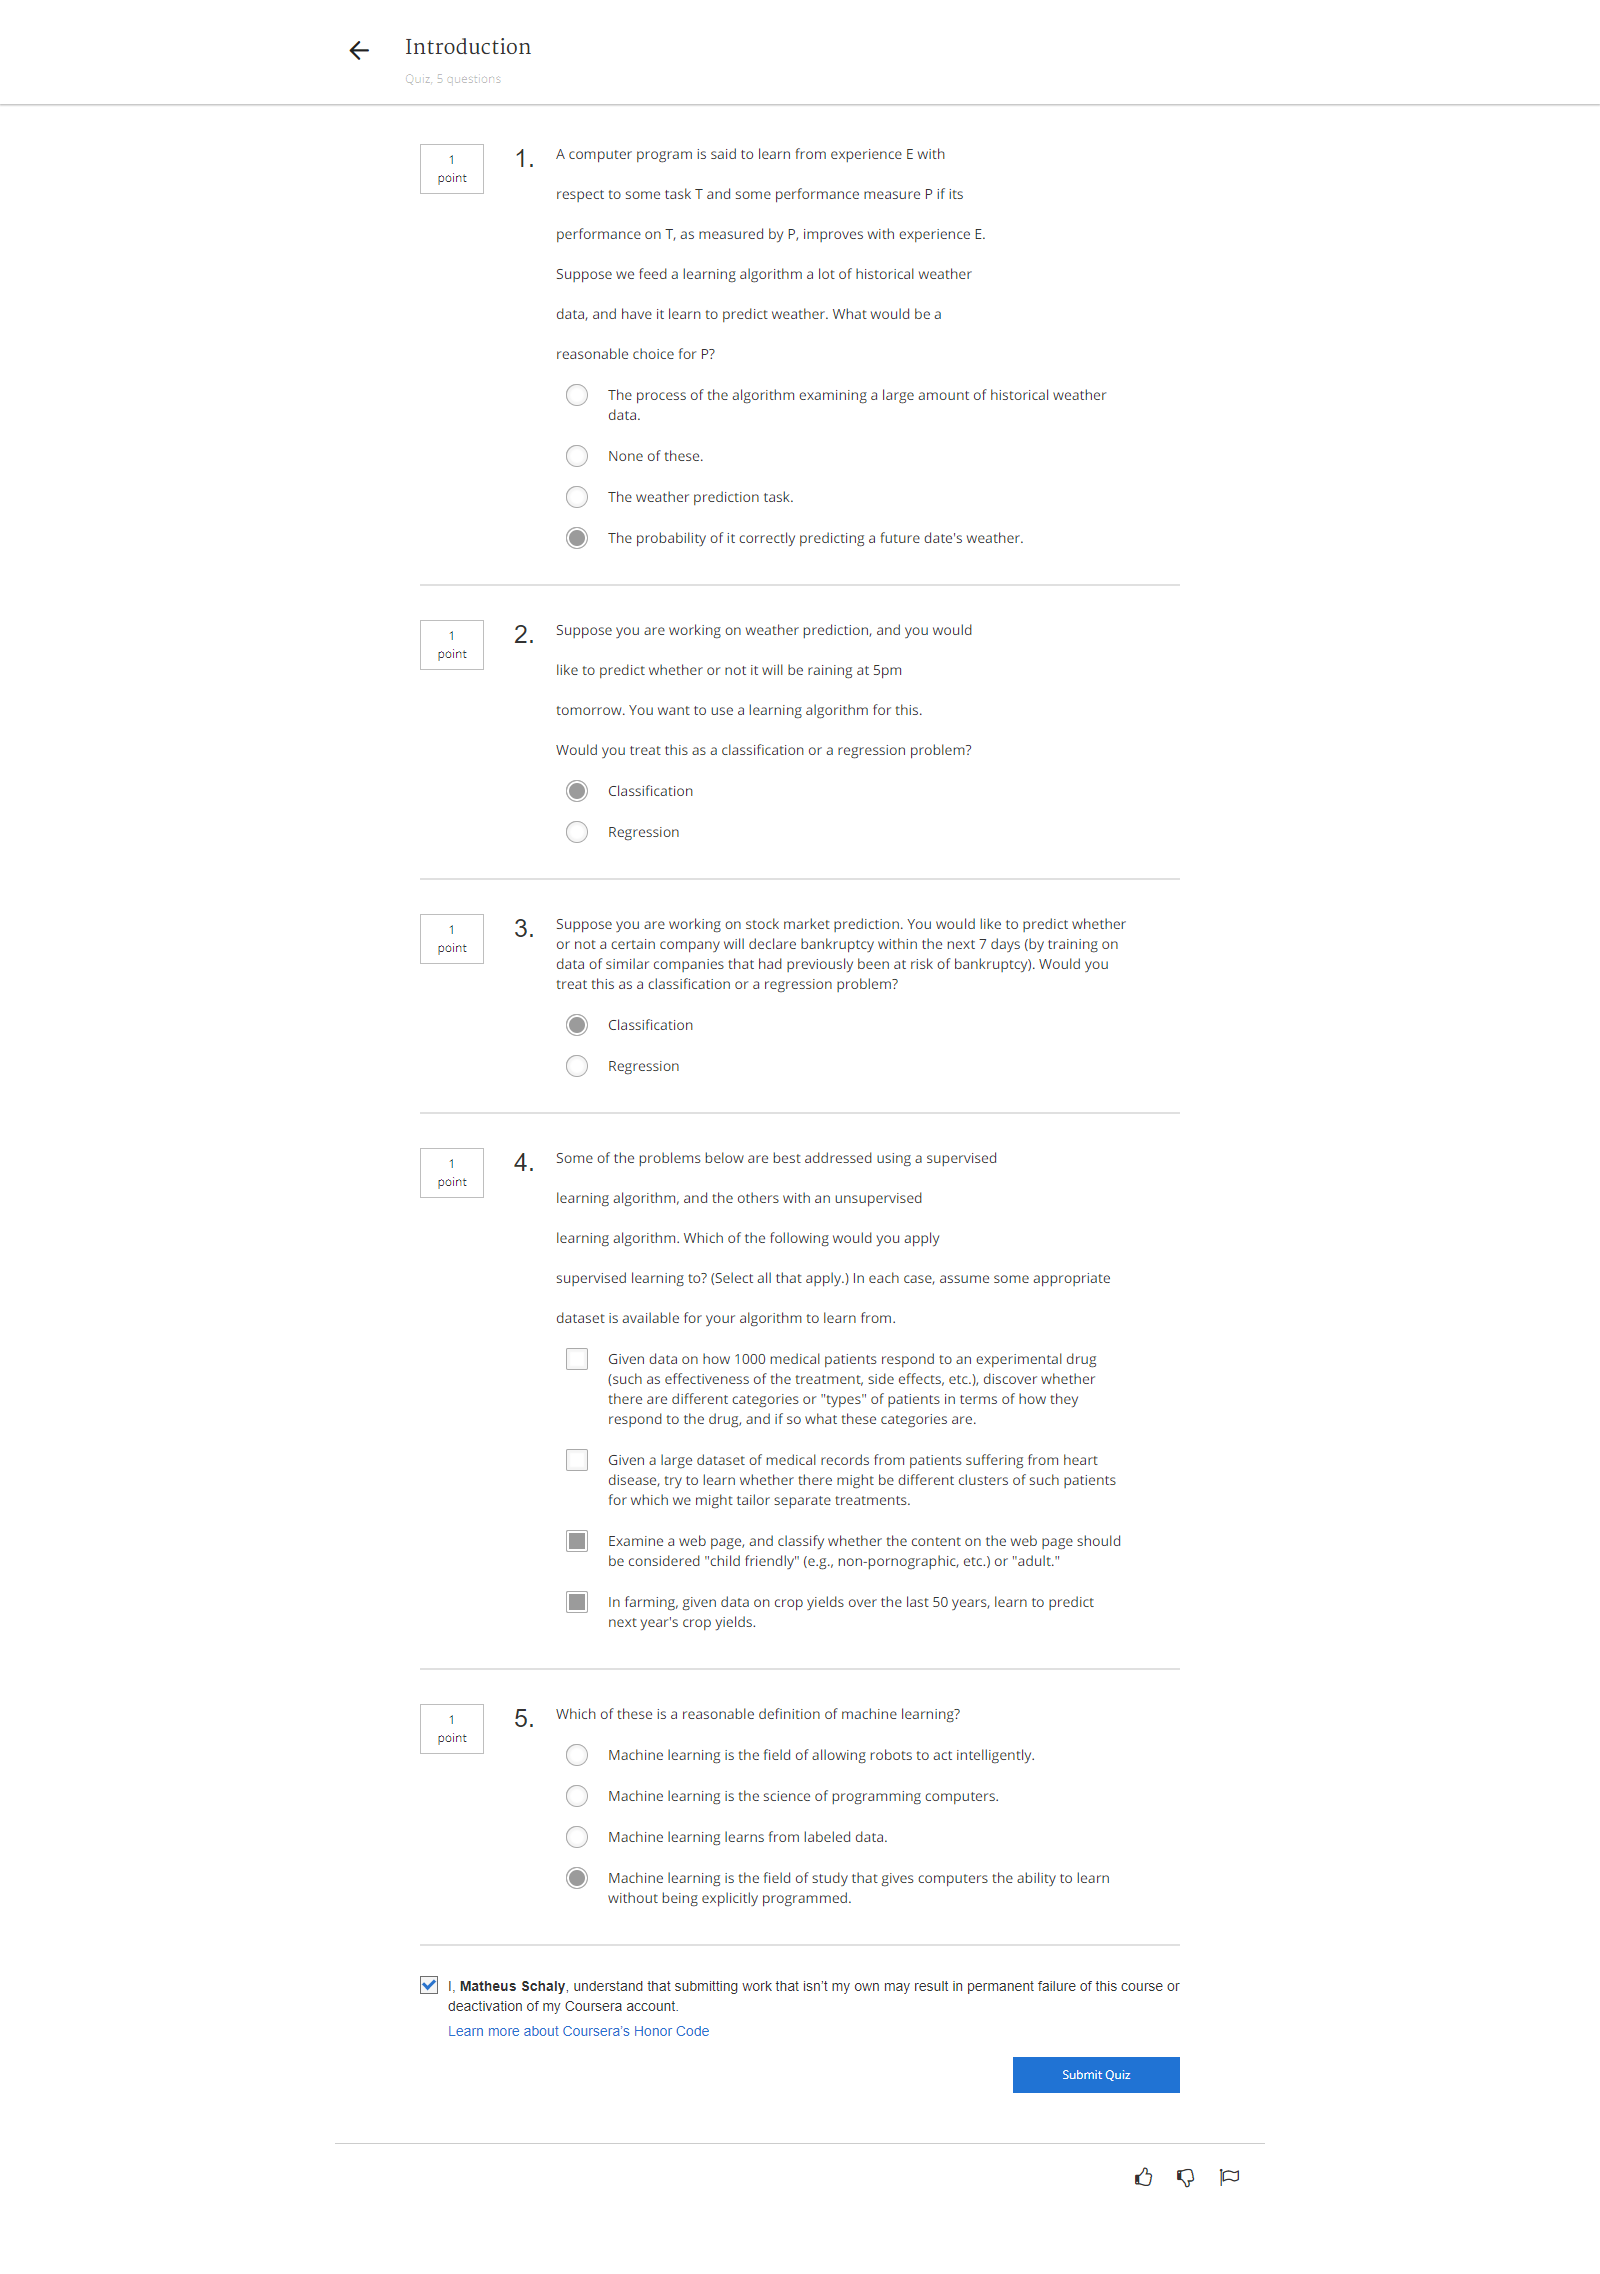 Introduction
Quiz, 5 questions
1
point
1.
A computer program is said to learn from experience E with
respect to some task T and some performance measure P if its
performance on T, as measured by P, improves with experience E.
Suppose we feed a learning algorithm a lot of historical weather
data, and have it learn to predict weather. What would be a
reasonable choice for P?
The process of the algorithm examining a large amount of historical weather
data.
None of these.
The weather prediction task.
The probability of it correctly predicting a future date's weather.
1
point
2.
Suppose you are working on weather prediction, and you would
like to predict whether or not it will be raining at 5pm
tomorrow. You want to use a learning algorithm for this.
Would you treat this as a classification or a regression problem?
Classification
Regression
1
point
3.
Suppose you are working on stock market prediction. You would like to predict whether
or not a certain company will declare bankruptcy within the next 7 days (by training on
data of similar companies that had previously been at risk of bankruptcy). Would you
treat this as a classification or a regression problem?
Classification
Regression
1
point
4.
Some of the problems below are best addressed using a supervised
learning algorithm, and the others with an unsupervised
learning algorithm. Which of the following would you apply
supervised learning to? (Select all that apply.) In each case, assume some appropriate
dataset is available for your algorithm to learn from.
Given data on how 1000 medical patients respond to an experimental drug
(such as effectiveness of the treatment, side effects, etc.), discover whether
there are different categories or "types" of patients in terms of how they
respond to the drug, and if so what these categories are.
Given a large dataset of medical records from patients suffering from heart
disease, try to learn whether there might be different clusters of such patients
for which we might tailor separate treatments.
Examine a web page, and classify whether the content on the web page should
be considered "child friendly" (e.g., non-pornographic, etc.) or "adult."
In farming, given data on crop yields over the last 50 years, learn to predict
next year's crop yields.
1
point
5.
Which of these is a reasonable definition of machine learning?
Machine learning is the field of allowing robots to act intelligently.
Machine learning is the science of programming computers.
Machine learning learns from labeled data.
Machine learning is the field of study that gives computers the ability to learn
without being explicitly programmed.
I, Matheus Schaly, understand that submitting work that isn't my own may result in permanent failure of this course or
deactivation of my Coursera account.
Learn more about Coursera's Honor Code
Submit Quiz